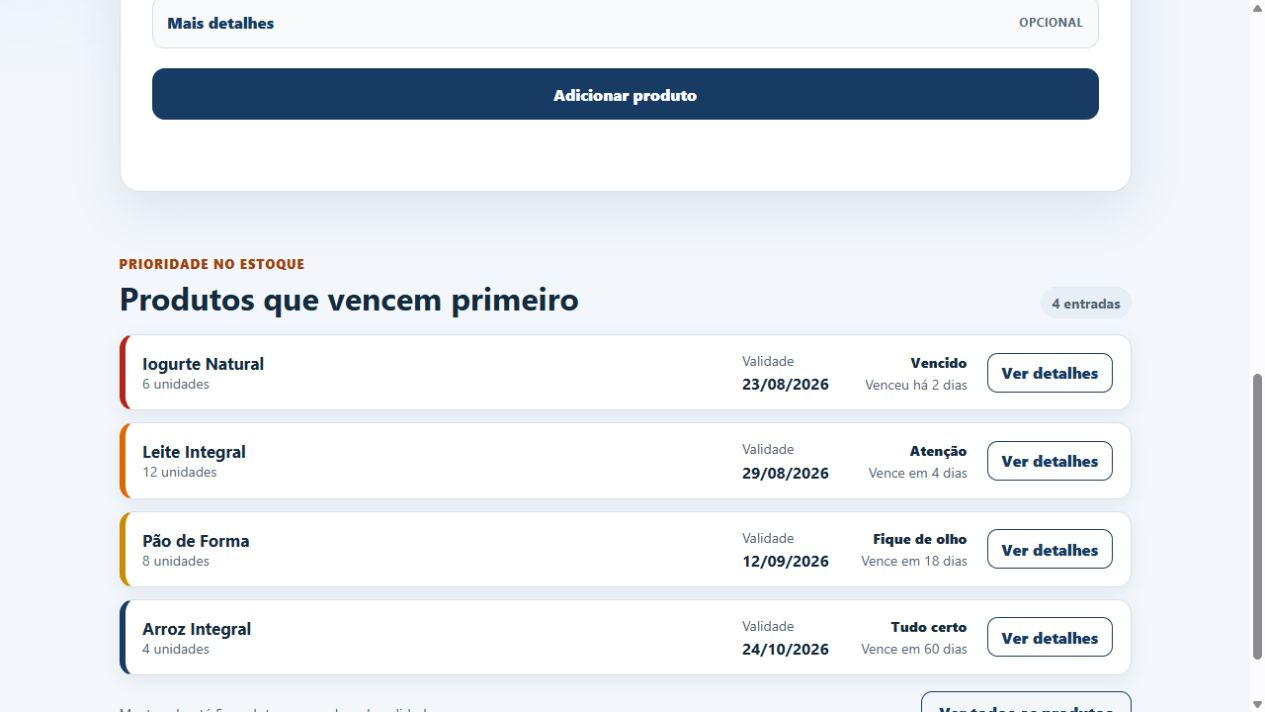 Mais detalhes
OPCIONAL
Adicionar produto
PRIORIDADE NO ESTOQUE
Produtos que vencem primeiro
4 entradas
Iogurte Natural
6 unidades
Validade
23/08/2026
Vencido
Venceu há 2 dias
Ver detalhes
Leite Integral
12 unidades
Validade
29/08/2026
Atenção
Vence em 4 dias
Ver detalhes
Pão de Forma
8 unidades
Validade
12/09/2026
Fique de olho
Vence em 18 dias
Ver detalhes
Arroz Integral
4 unidades
Validade
24/10/2026
Tudo certo
Vence em 60 dias
Ver detalhes
Ver todos os produtos